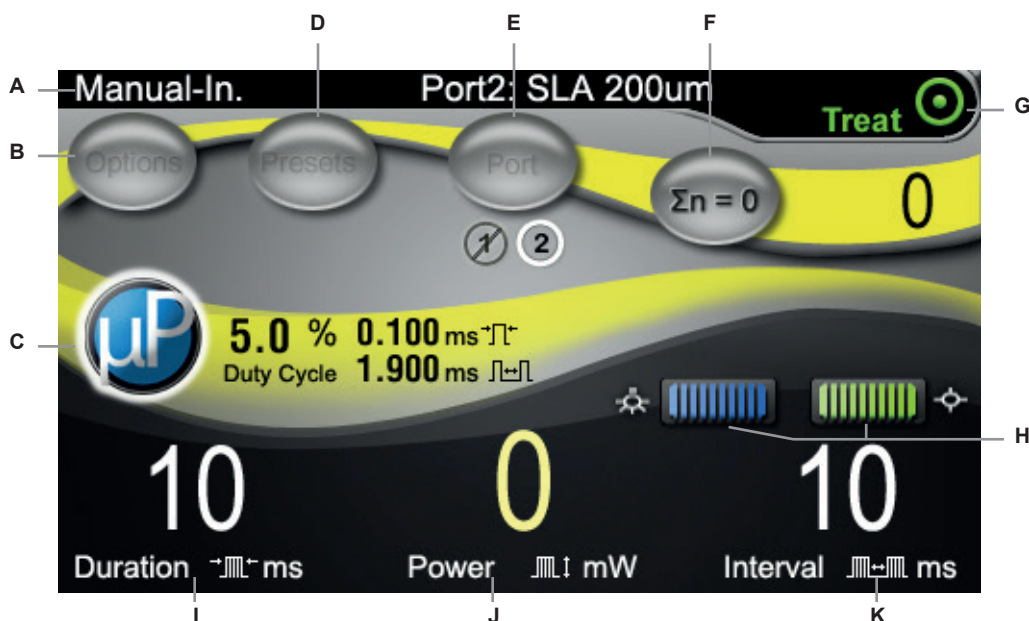 D E F
A Manual-In. Port2: SLA 200um Treat G
B Options Presets Port Σn = 0 0
1 2
C µP 5.0 % 0.100 ms
Duty Cycle 1.900 ms
H
10 0 10
Duration ms Power mW Interval ms
I J K